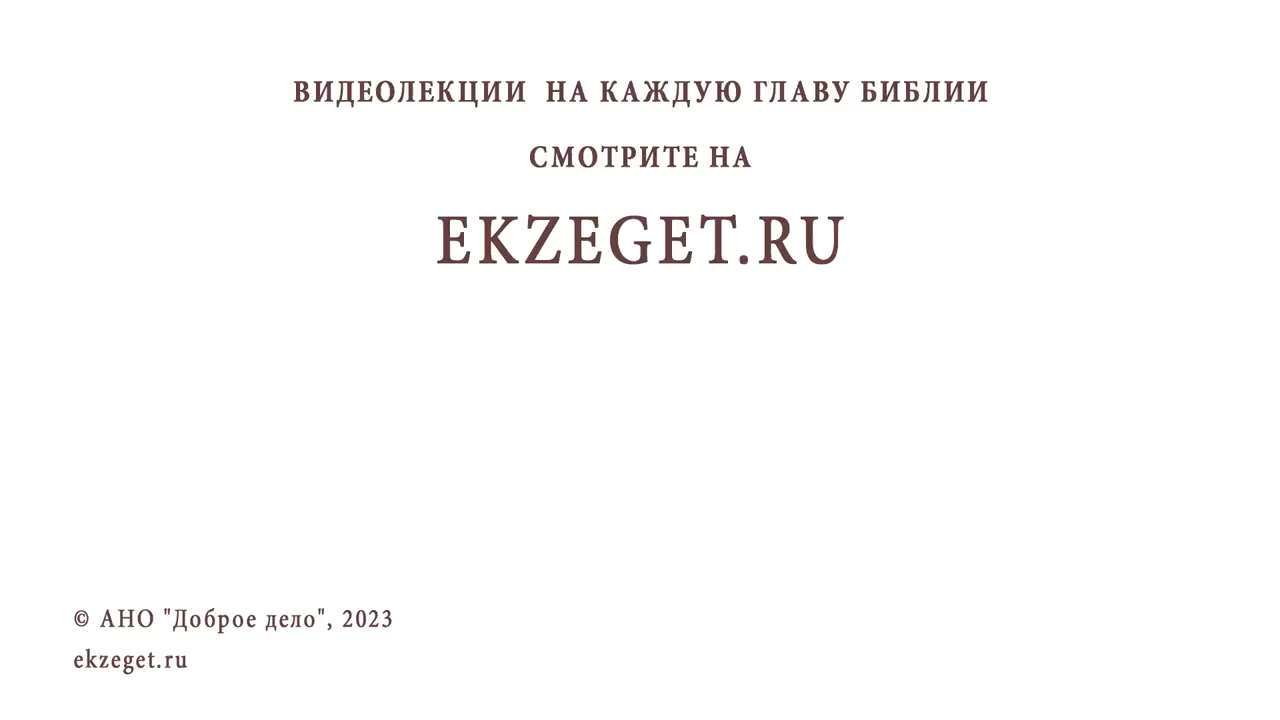 ВИДЕОЛЕКЦИИ НА КАЖДУЮ ГЛАВУ БИБЛИИ
СМОТРИТЕ НА
EKZEGET.RU
© АНО "Доброе дело", 2023
ekzeget.ru